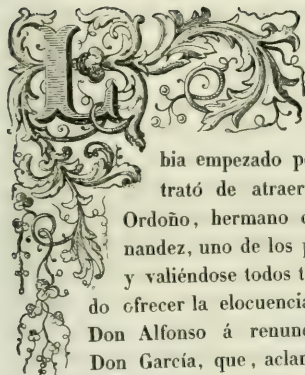 L
bia empezado p
trató de atraer
Ordoño, hermano
nandez, uno de los p
y valiéndose todos t
do ofrecer la elocuencia
Don Alfonso á renun
Don García, que, aclar